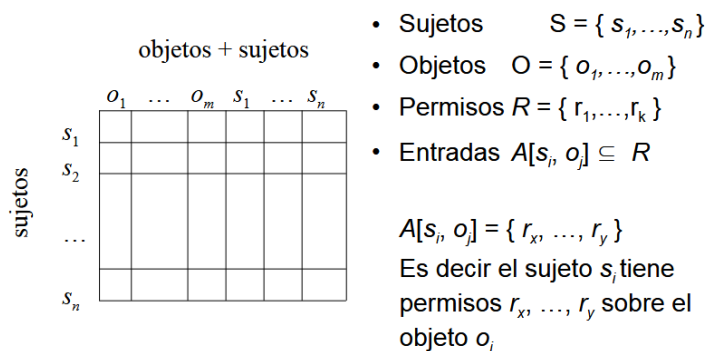 objetos + sujetos
o1 … om s1 … sn
s1
s2
…
sn
sujetos
• Sujetos S = { s1,…,sn}
• Objetos O = { o1,…,om}
• Permisos R = { r1,…,rk }
• Entradas A[si, oj] ⊆ R
A[si, oj] = { rx, …, ry }
Es decir el sujeto si tiene
permisos rx, …, ry sobre el
objeto oj